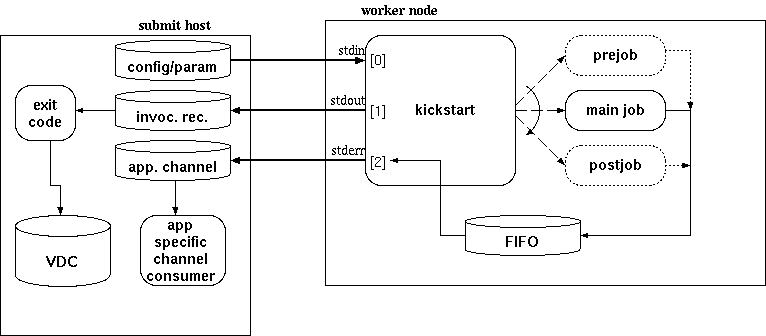 submit host
worker node
config/param
stdin
[0]
prejob
exit
code
invoc. rec.
stdout
[1]
kickstart
main job
app. channel
stderr
[2]
postjob
VDC
app
specific
channel
consumer
FIFO